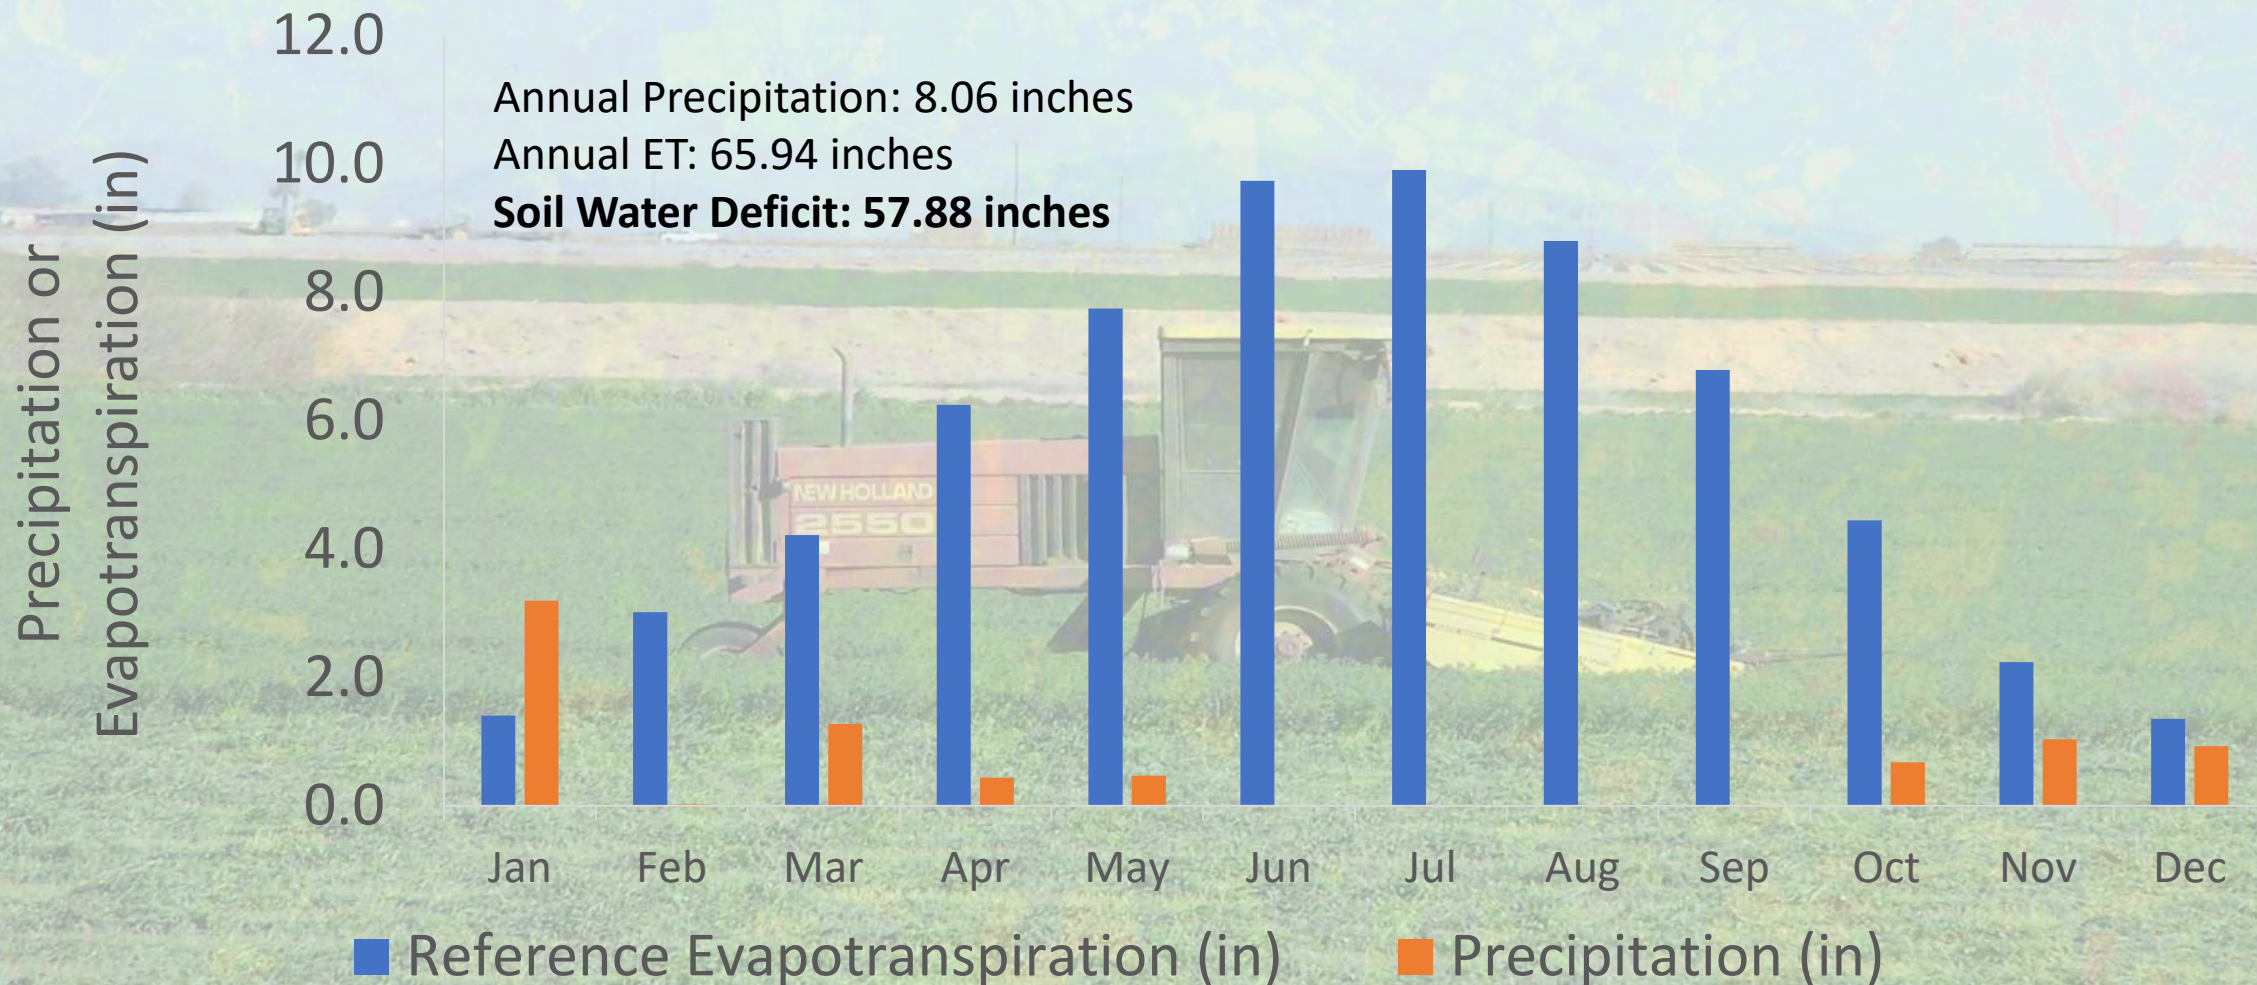 12.0
10.0
8.0
6.0
4.0
2.0
0.0
Precipitation or
Evapotranspiration (in)
Annual Precipitation: 8.06 inches
Annual ET: 65.94 inches
Soil Water Deficit: 57.88 inches
NEW HOLLAND
2550
Jan Feb Mar Apr May Jun Jul Aug Sep Oct Nov Dec
Reference Evapotranspiration (in) Precipitation (in)